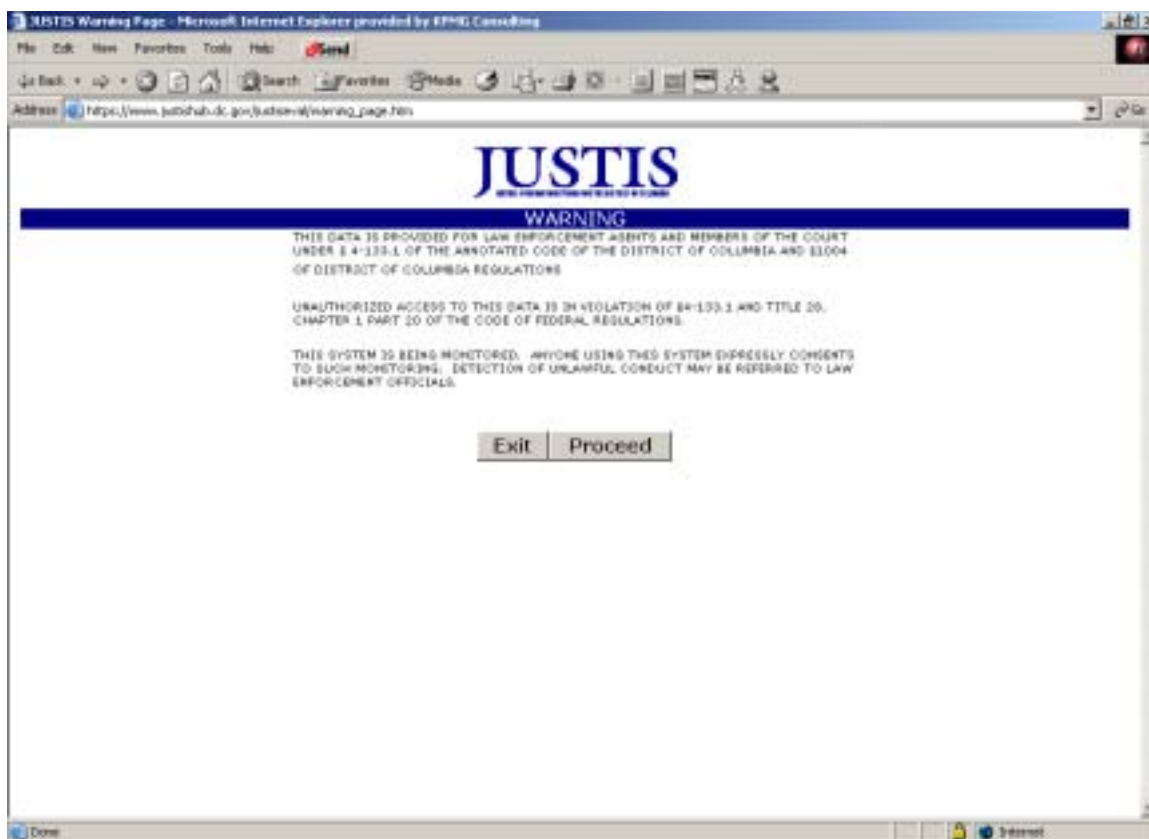 JUSTIS Warning Page - Microsoft Internet Explorer provided by KPMG Consulting
File Edit View Favorites Tools Help Send
Back Search Favorites Media
Address https://www.justishub.dc.gov/justiseval/warning_page.htm Go
JUSTIS
WARNING
THIS DATA IS PROVIDED FOR LAW ENFORCEMENT AGENTS AND MEMBERS OF THE COURT
UNDER § 4-133.1 OF THE ANNOTATED CODE OF THE DISTRICT OF COLUMBIA AND §1004
OF DISTRICT OF COLUMBIA REGULATIONS
UNAUTHORIZED ACCESS TO THIS DATA IS IN VIOLATION OF §4-133.1 AND TITLE 28,
CHAPTER 1 PART 20 OF THE CODE OF FEDERAL REGULATIONS.
THIS SYSTEM IS BEING MONITORED. ANYONE USING THIS SYSTEM EXPRESSLY CONSENTS
TO SUCH MONITORING. DETECTION OF UNLAWFUL CONDUCT MAY BE REFERRED TO LAW
ENFORCEMENT OFFICIALS.
Exit Proceed
Done Internet